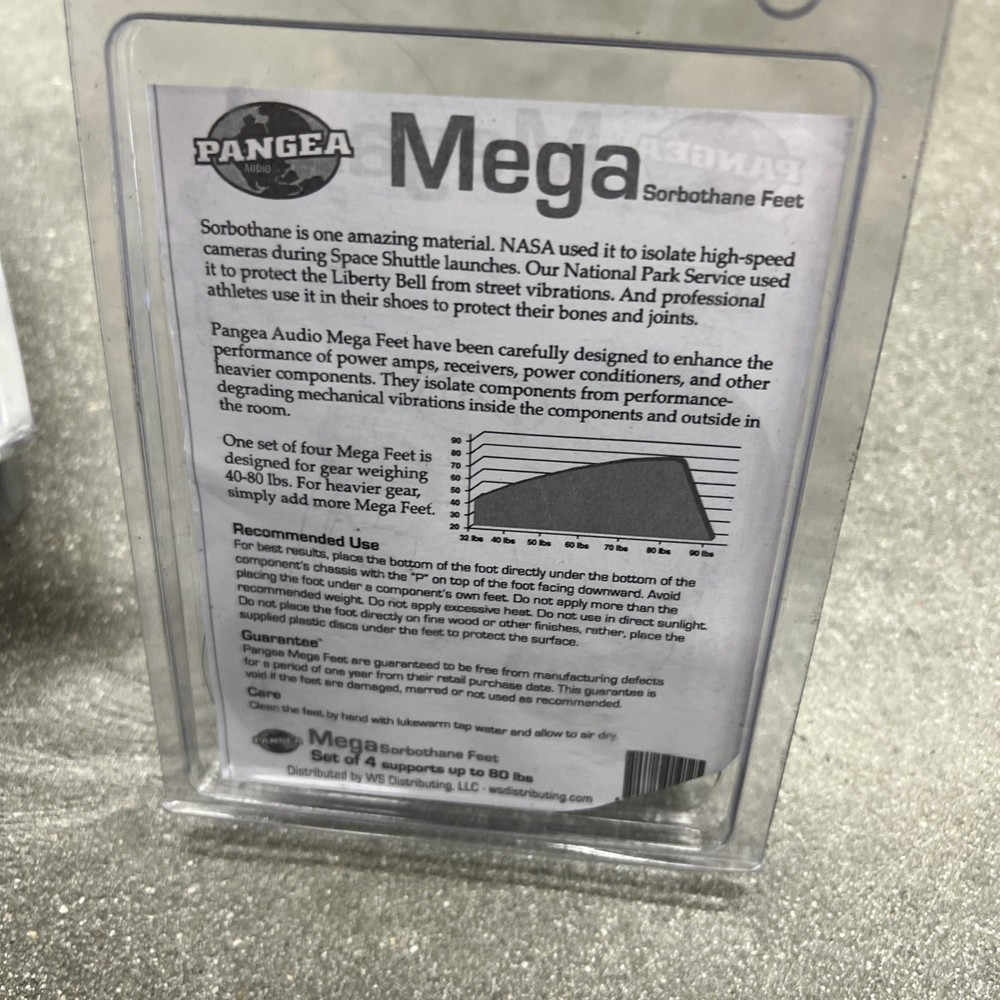 PANGEA
AUDIO
Mega
Sorbothane Feet
Sorbothane is one amazing material. NASA used it to isolate high-speed
cameras during Space Shuttle launches. Our National Park Service used
it to protect the Liberty Bell from street vibrations. And professional
athletes use it in their shoes to protect their bones and joints.
Pangea Audio Mega Feet have been carefully designed to enhance the
performance of power amps, receivers, power conditioners, and other
heavier components. They isolate components from performance-
degrading mechanical vibrations inside the components and outside in
the room.
One set of four Mega Feet is
designed for gear weighing
40-80 lbs. For heavier gear,
simply add more Mega Feet.
90
80
70
60
50
40
30
20
32 lbs 40 lbs 50 lbs 60 lbs 70 lbs 80 lbs 90 lbs
Recommended Use
For best results, place the bottom of the foot directly under the bottom of the
component's chassis with the "P" on top of the foot facing downward. Avoid
placing the foot under a component's own feet. Do not apply more than the
recommended weight. Do not apply excessive heat. Do not use in direct sunlight.
Do not place the foot directly on fine wood or other finishes, rather, place the
supplied plastic discs under the feet to protect the surface.
Guarantee
Pangea Mega Feet are guaranteed to be free from manufacturing defects
for a period of one year from their retail purchase date. This guarantee is
void if the feet are damaged, marred or not used as recommended.
Care
Clean the feet by hand with lukewarm tap water and allow to air dry.
PANGEA
Mega Sorbothane Feet
Set of 4 supports up to 80 lbs
Distributed by WS Distributing, LLC - wsdistributing.com